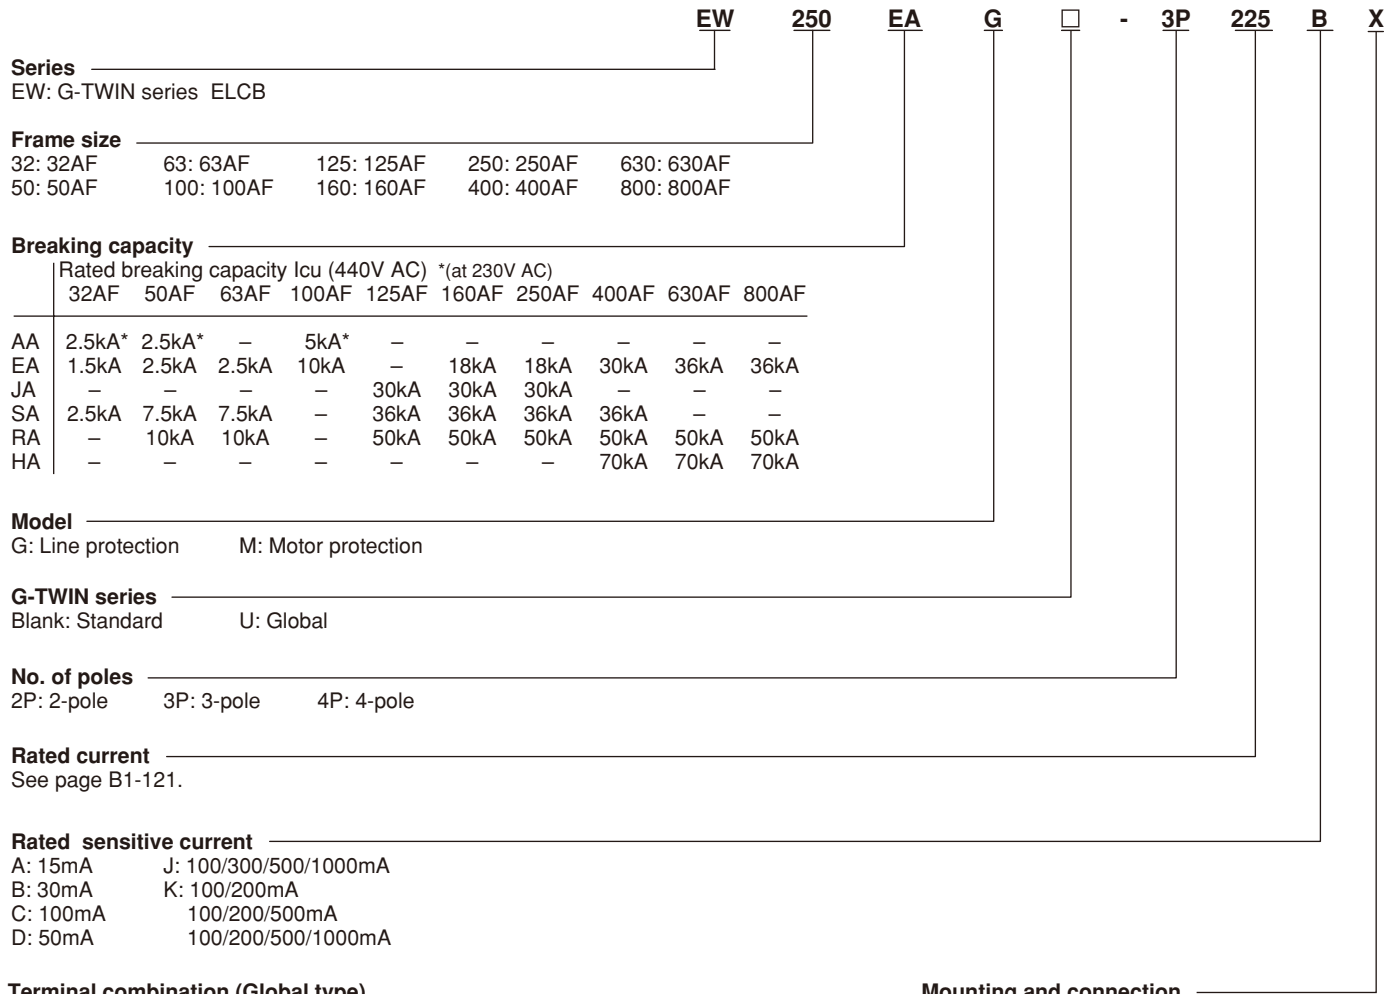 EW 250 EA G □ - 3P 225 B X
Series
EW: G-TWIN series ELCB
Frame size
32: 32AF 63: 63AF 125: 125AF 250: 250AF 630: 630AF
50: 50AF 100: 100AF 160: 160AF 400: 400AF 800: 800AF
Breaking capacity
Rated breaking capacity Icu (440V AC) *(at 230V AC)
32AF 50AF 63AF 100AF 125AF 160AF 250AF 400AF 630AF 800AF
AA 2.5kA* 2.5kA* – 5kA* – – – – – –
EA 1.5kA 2.5kA 2.5kA 10kA – 18kA 18kA 30kA 36kA 36kA
JA – – – – 30kA 30kA 30kA – – –
SA 2.5kA 7.5kA 7.5kA – 36kA 36kA 36kA 36kA – –
RA – 10kA 10kA – 50kA 50kA 50kA 50kA 50kA 50kA
HA – – – – – – – 70kA 70kA 70kA
Model
G: Line protection M: Motor protection
G-TWIN series
Blank: Standard U: Global
No. of poles
2P: 2-pole 3P: 3-pole 4P: 4-pole
Rated current
See page B1-121.
Rated sensitive current
A: 15mA J: 100/300/500/1000mA
B: 30mA K: 100/200mA
C: 100mA 100/200/500mA
D: 50mA 100/200/500/1000mA
Terminal combination (Global type) Mounting and connection